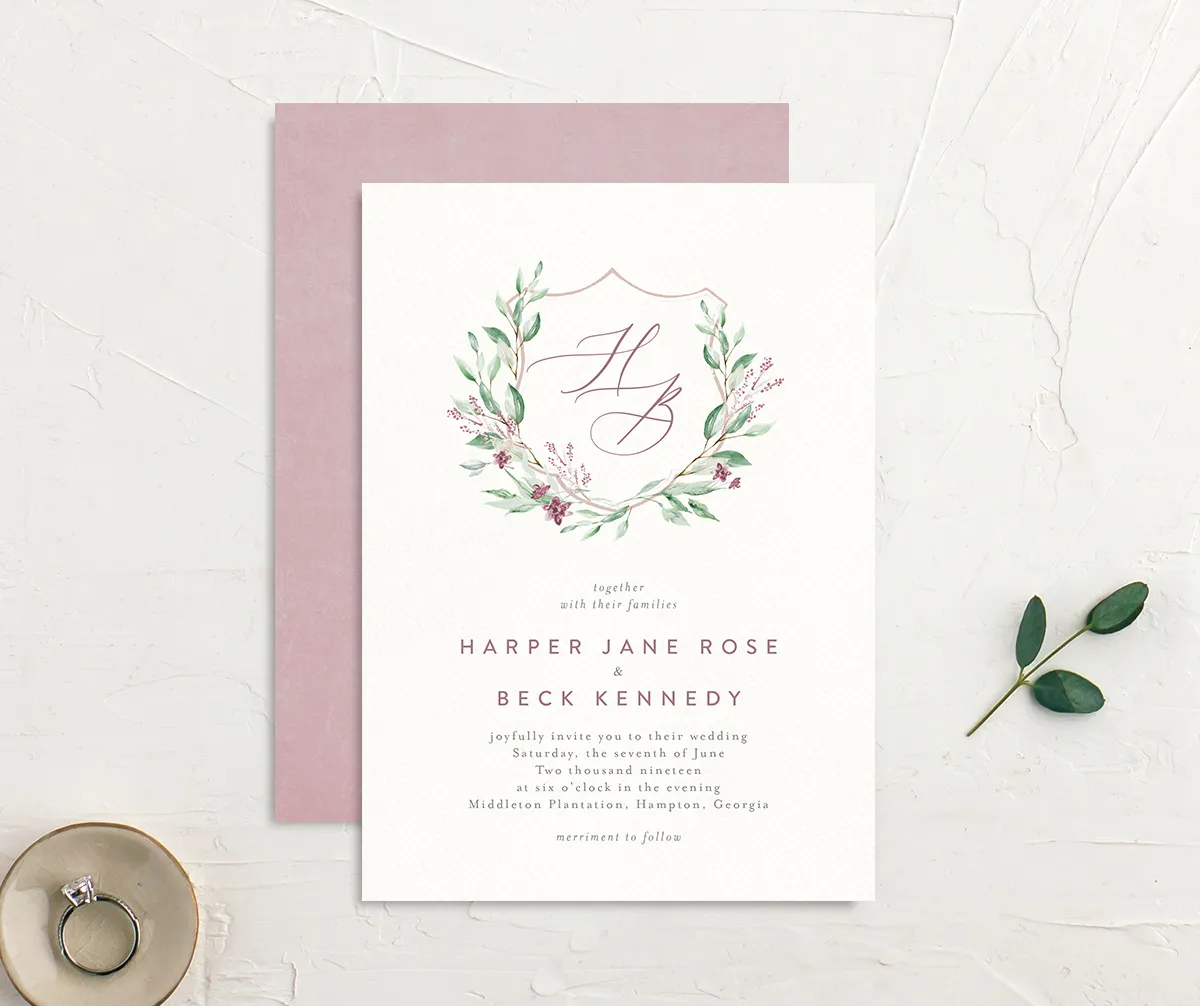 H
B
together
with their families
HARPER JANE ROSE
&
BECK KENNEDY
joyfully invite you to their wedding
Saturday, the seventh of June
Two thousand nineteen
at six o'clock in the evening
Middleton Plantation, Hampton, Georgia
merriment to follow